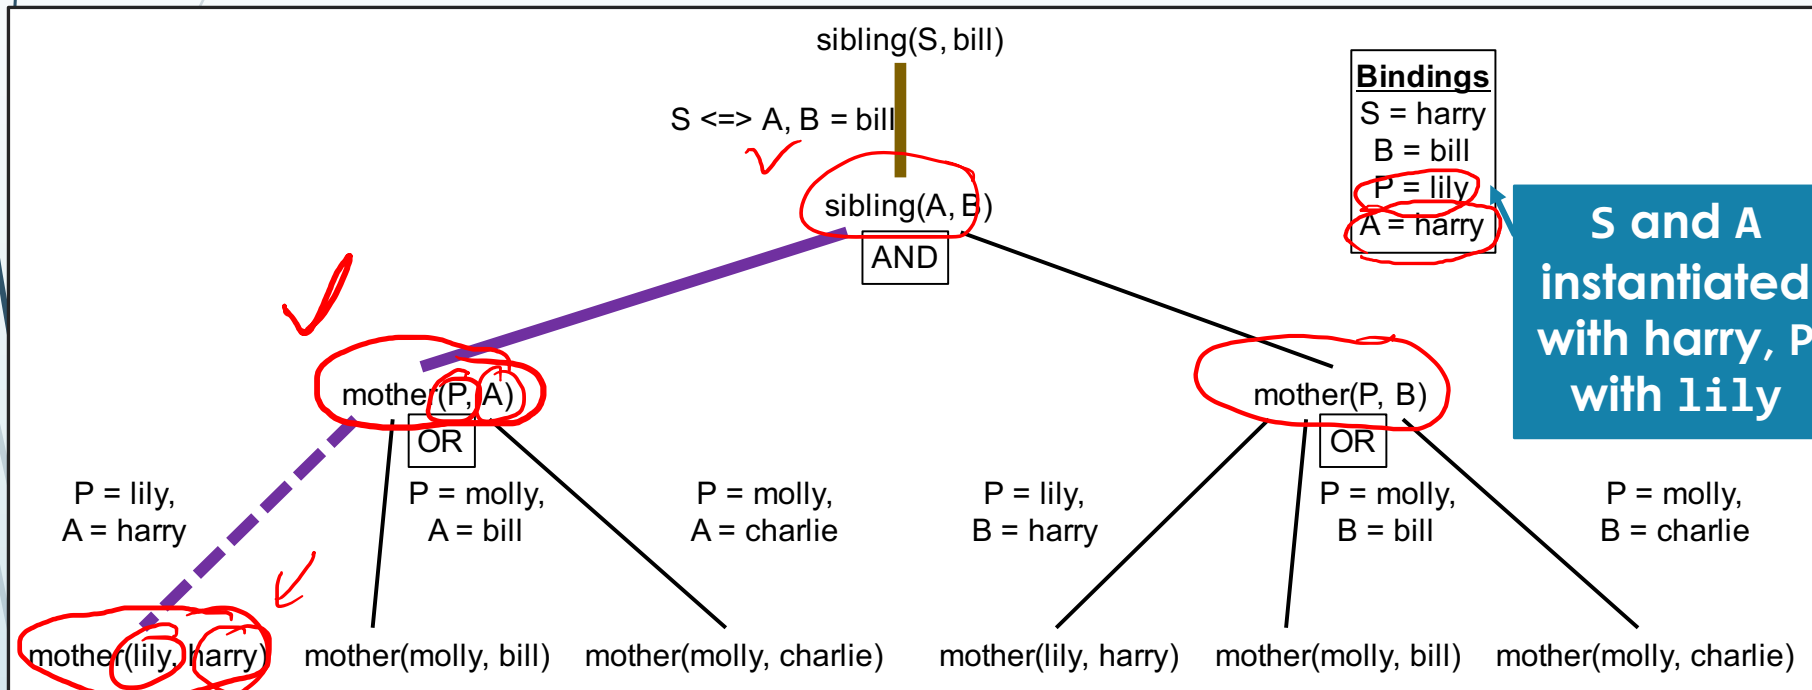 sibling(S, bill)
S <=> A, B = bill
sibling(A, B)
AND
Bindings
S = harry
B = bill
P = lily
A = harry
S and A
instantiated
with harry, P
with lily
mother(P, A)
OR
mother(P, B)
OR
P = lily,
A = harry
P = molly,
A = bill
P = molly,
A = charlie
P = lily,
B = harry
P = molly,
B = bill
P = molly,
B = charlie
mother(lily, harry)
mother(molly, bill)
mother(molly, charlie)
mother(lily, harry)
mother(molly, bill)
mother(molly, charlie)